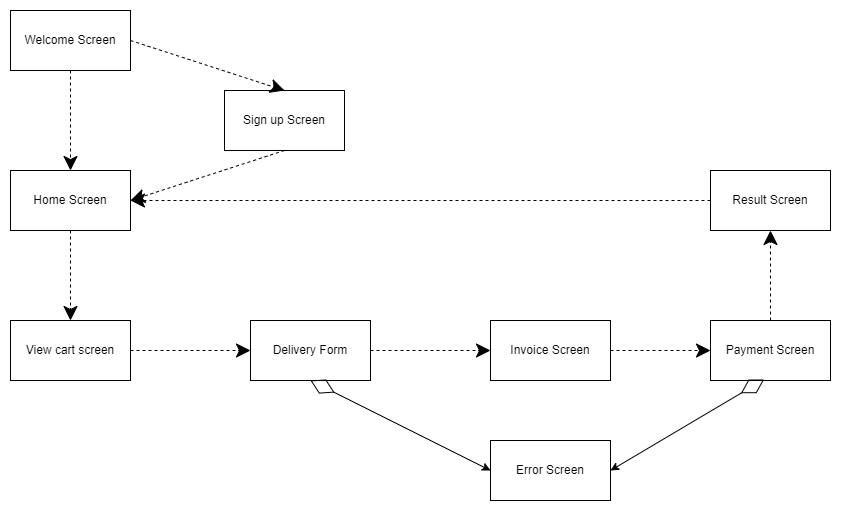 Welcome Screen
Sign up Screen
Home Screen
Result Screen
View cart screen
Delivery Form
Invoice Screen
Payment Screen
Error Screen